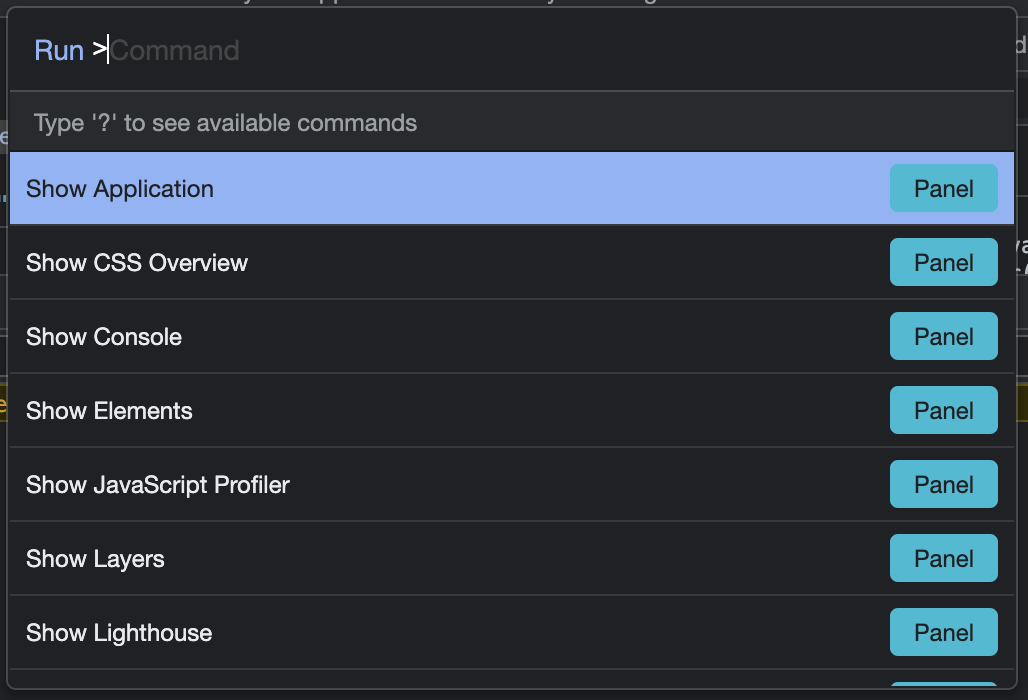 Run >Command
Type '?' to see available commands
Show Application Panel
Show CSS Overview Panel
Show Console Panel
Show Elements Panel
Show JavaScript Profiler Panel
Show Layers Panel
Show Lighthouse Panel